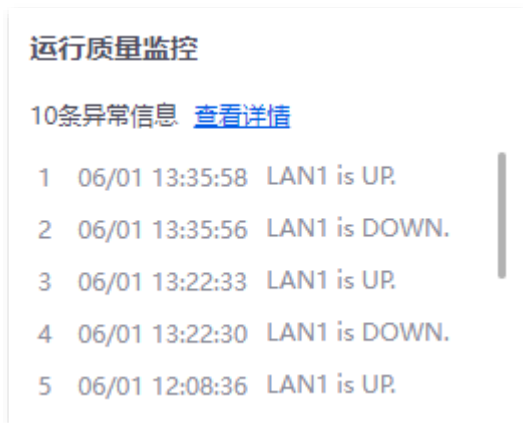 运行质量监控
10条异常信息 查看详情
1 06/01 13:35:58 LAN1 is UP.
2 06/01 13:35:56 LAN1 is DOWN.
3 06/01 13:22:33 LAN1 is UP.
4 06/01 13:22:30 LAN1 is DOWN.
5 06/01 12:08:36 LAN1 is UP.